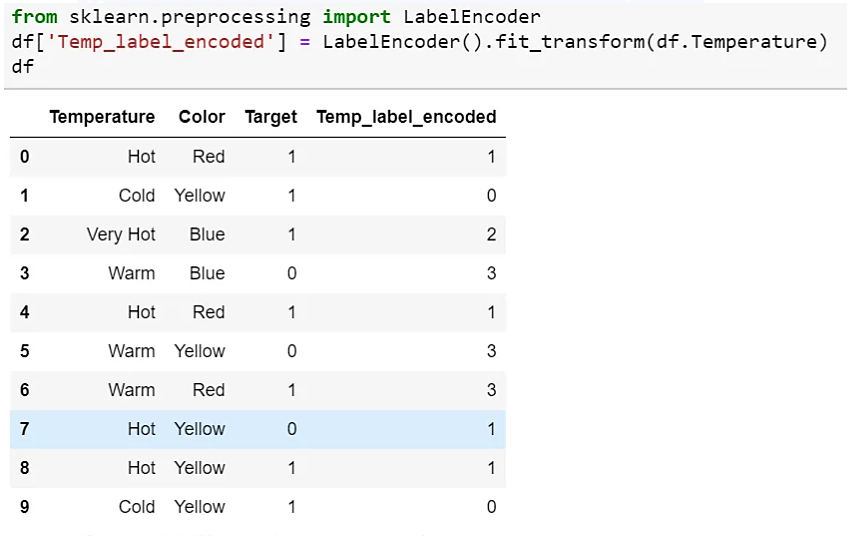 from sklearn.preprocessing import LabelEncoder
df['Temp_label_encoded'] = LabelEncoder().fit_transform(df.Temperature)
df
Temperature Color Target Temp_label_encoded
0 Hot Red 1 1
1 Cold Yellow 1 0
2 Very Hot Blue 1 2
3 Warm Blue 0 3
4 Hot Red 1 1
5 Warm Yellow 0 3
6 Warm Red 1 3
7 Hot Yellow 0 1
8 Hot Yellow 1 1
9 Cold Yellow 1 0